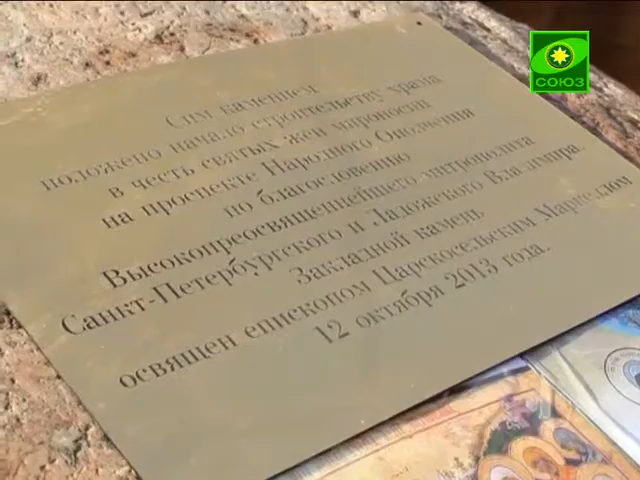 СОЮЗ
Сим камением
положено начало строительству храма
в честь святых жен мироносиц
на проспекте Народного Ополчения
по благословению
Высокопреосвященнейшего митрополита
Санкт-Петербургского и Ладожского Владимира.
Закладной камень
освящен епископом Царскосельским Маркеллом
12 октября 2013 года.